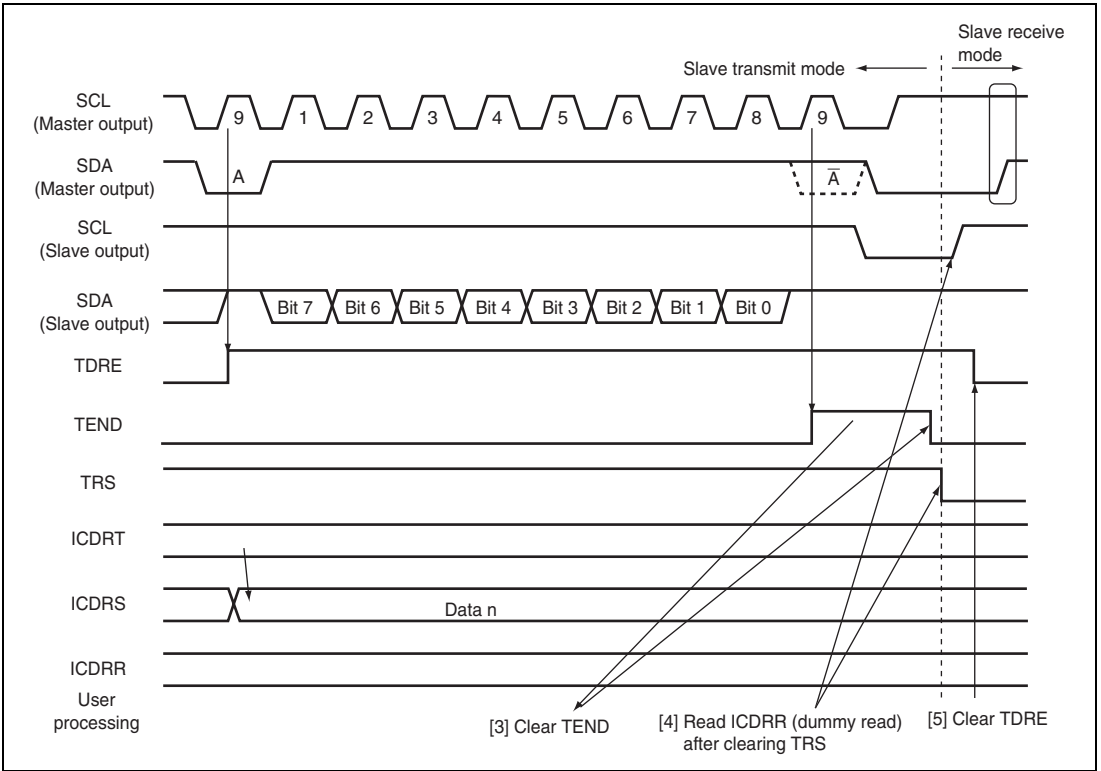 Slave receive
mode
Slave transmit mode
SCL
(Master output)
9 1 2 3 4 5 6 7 8 9
SDA
(Master output)
A A̅
SCL
(Slave output)
SDA
(Slave output)
Bit 7 Bit 6 Bit 5 Bit 4 Bit 3 Bit 2 Bit 1 Bit 0
TDRE
TEND
TRS
ICDRT
ICDRS
Data n
ICDRR
User
processing
[3] Clear TEND
[4] Read ICDRR (dummy read)
after clearing TRS
[5] Clear TDRE